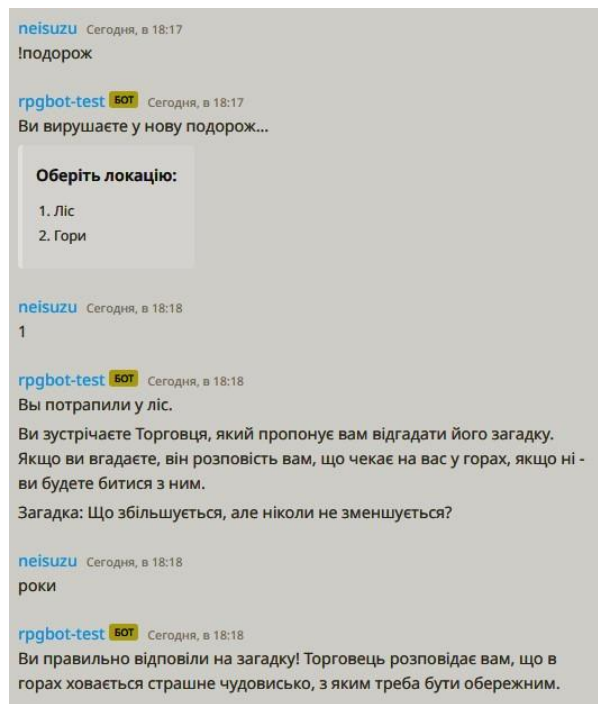 neisuzu Сегодня, в 18:17
!подорож
rpgbot-test БОТ Сегодня, в 18:17
Ви вирушаєте у нову подорож...
Оберіть локацію:
1. Ліс
2. Гори
neisuzu Сегодня, в 18:18
1
rpgbot-test БОТ Сегодня, в 18:18
Вы потрапили у ліс.
Ви зустрічаєте Торговця, який пропонує вам відгадати його загадку.
Якщо ви вгадаєте, він розповість вам, що чекає на вас у горах, якщо ні -
ви будете битися з ним.
Загадка: Що збільшується, але ніколи не зменшується?
neisuzu Сегодня, в 18:18
роки
rpgbot-test БОТ Сегодня, в 18:18
Ви правильно відповіли на загадку! Торговець розповідає вам, що в
горах ховається страшне чудовисько, з яким треба бути обережним.